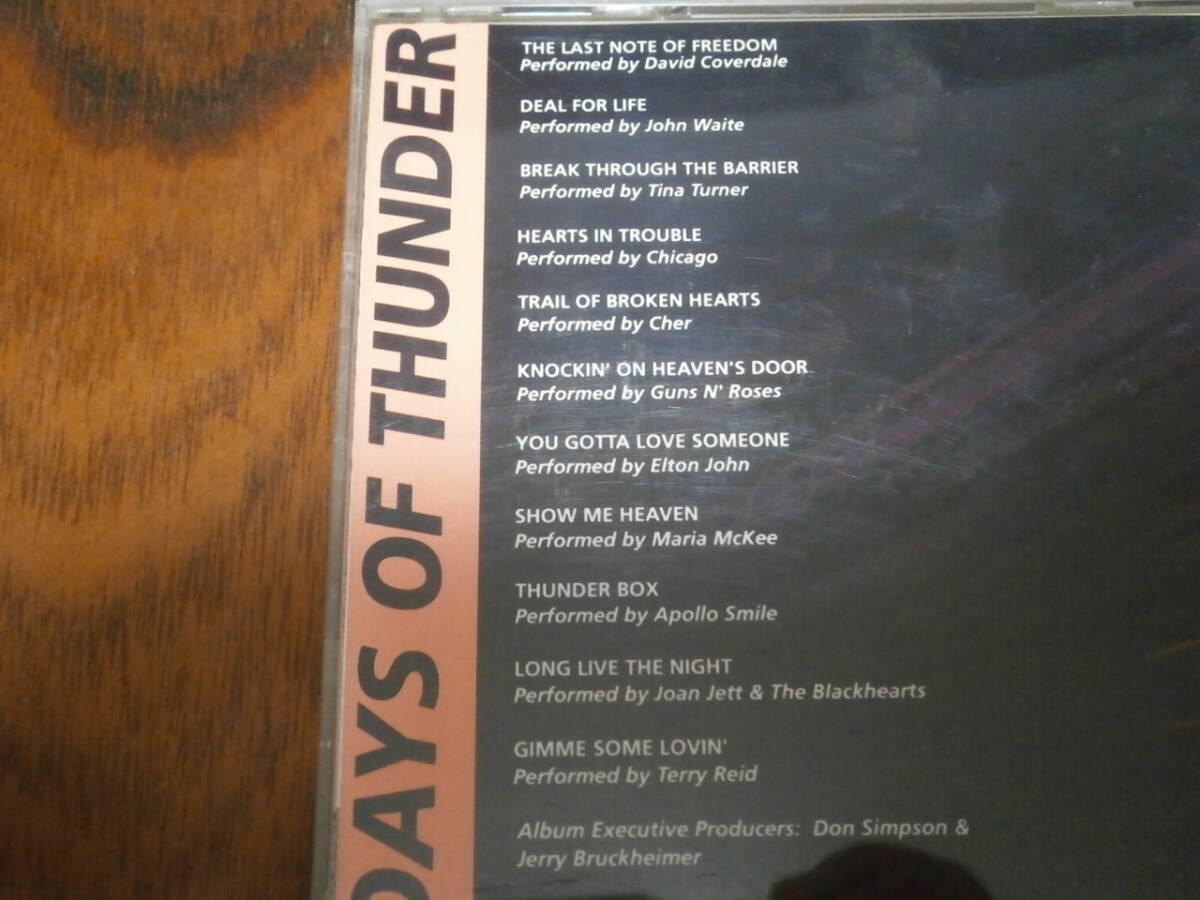 DAYS OF THUNDER
THE LAST NOTE OF FREEDOM
Performed by David Coverdale
DEAL FOR LIFE
Performed by John Waite
BREAK THROUGH THE BARRIER
Performed by Tina Turner
HEARTS IN TROUBLE
Performed by Chicago
TRAIL OF BROKEN HEARTS
Performed by Cher
KNOCKIN' ON HEAVEN'S DOOR
Performed by Guns N' Roses
YOU GOTTA LOVE SOMEONE
Performed by Elton John
SHOW ME HEAVEN
Performed by Maria McKee
THUNDER BOX
Performed by Apollo Smile
LONG LIVE THE NIGHT
Performed by Joan Jett & The Blackhearts
GIMME SOME LOVIN'
Performed by Terry Reid
Album Executive Producers: Don Simpson &
Jerry Bruckheimer